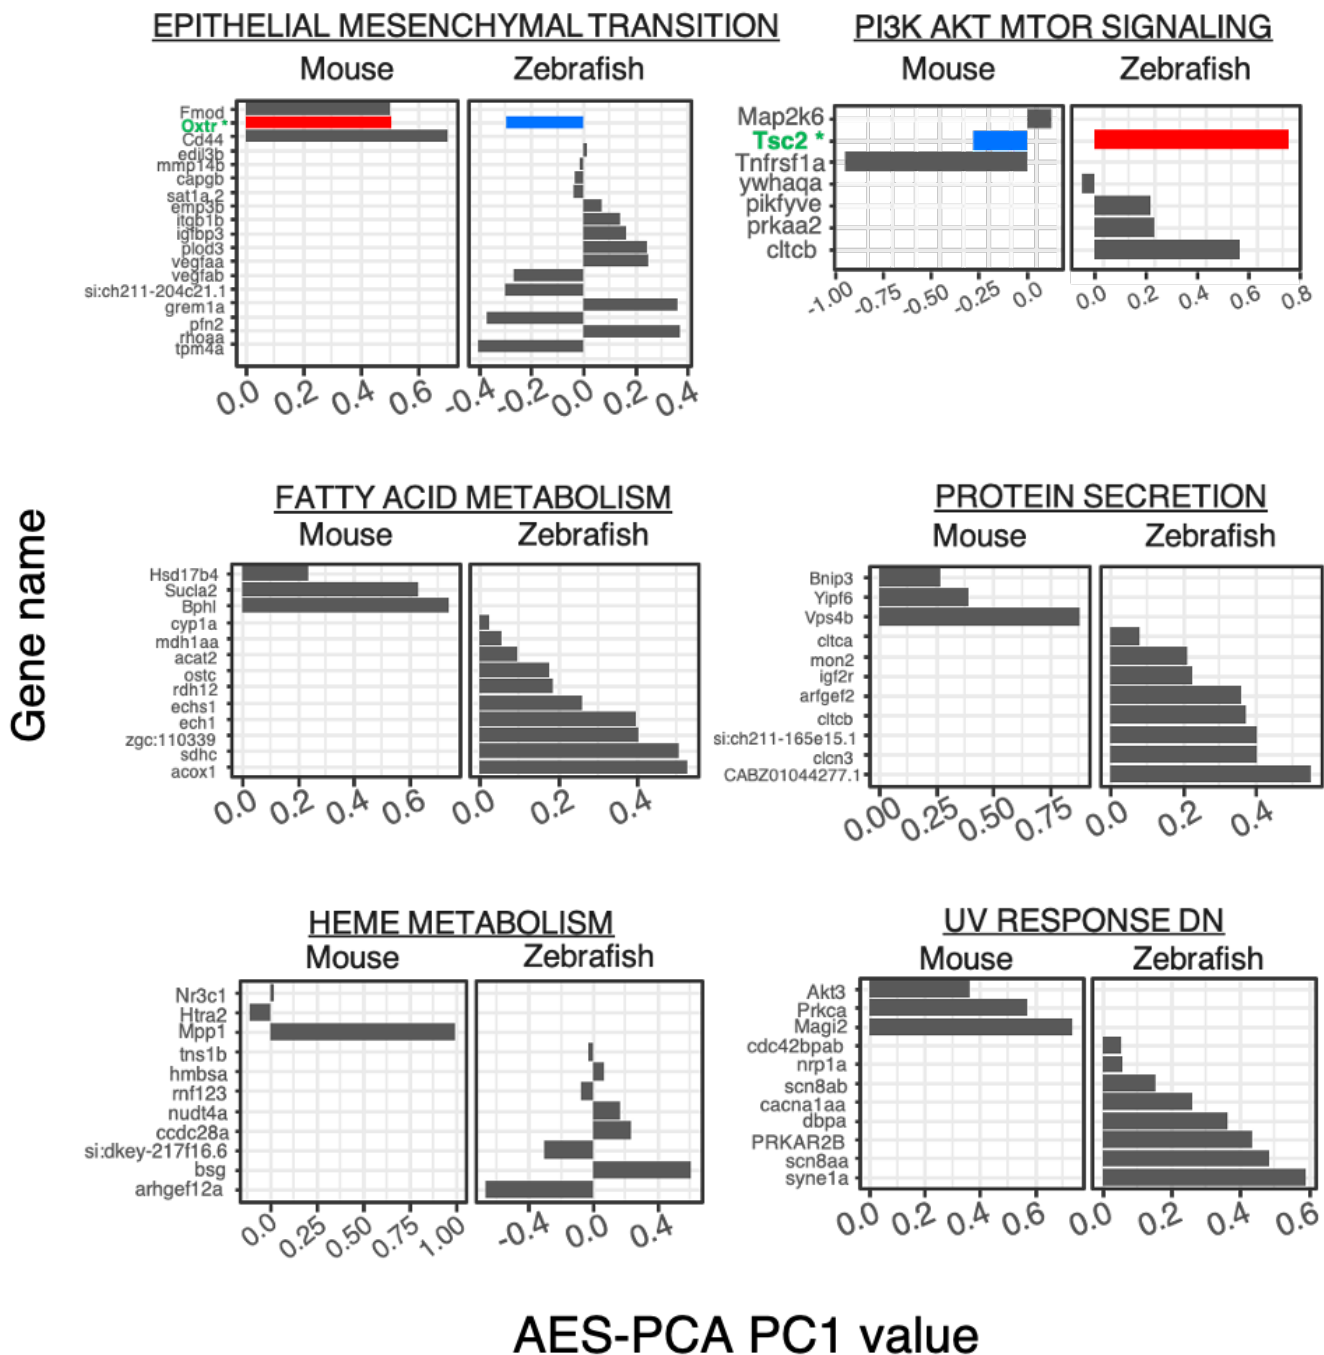 EPITHELIAL MESENCHYMAL TRANSITION
Mouse Zebrafish
Fmod
Oxtr *
Cd44
edil3b
mmp14b
capgb
sat1a.2
emp3b
itgb1b
igfbp3
plod3
vegfaa
vegfab
si:ch211-204c21.1
grem1a
pfn2
rhoaa
tpm4a
0.0 0.2 0.4 0.6 -0.4 -0.2 0.0 0.2 0.4
PI3K AKT MTOR SIGNALING
Mouse Zebrafish
Map2k6
Tsc2 *
Tnfrsf1a
ywhaqa
pikfyve
prkaa2
cltcb
-1.00 -0.75 -0.50 -0.25 0.0 0.0 0.2 0.4 0.6 0.8
Gene name
FATTY ACID METABOLISM
Mouse Zebrafish
Hsd17b4
Sucla2
Bphl
cyp1a
mdh1aa
acat2
ostc
rdh12
echs1
ech1
zgc:110339
sdhc
acox1
0.0 0.2 0.4 0.6 0.0 0.2 0.4
PROTEIN SECRETION
Mouse Zebrafish
Bnip3
Yipf6
Vps4b
cltca
mon2
igf2r
arfgef2
cltcb
si:ch211-165e15.1
clcn3
CABZ01044277.1
0.00 0.25 0.50 0.75 0.0 0.2 0.4
HEME METABOLISM
Mouse Zebrafish
Nr3c1
Htra2
Mpp1
tns1b
hmbsa
rnf123
nudt4a
ccdc28a
si:dkey-217f16.6
bsg
arhgef12a
0.0 0.25 0.50 0.75 1.00 -0.4 0.0 0.4
UV RESPONSE DN
Mouse Zebrafish
Akt3
Prkca
Magi2
cdc42bpab
nrp1a
scn8ab
cacna1aa
dbpa
PRKAR2B
scn8aa
syne1a
0.0 0.2 0.4 0.6 0.0 0.2 0.4 0.6
AES-PCA PC1 value